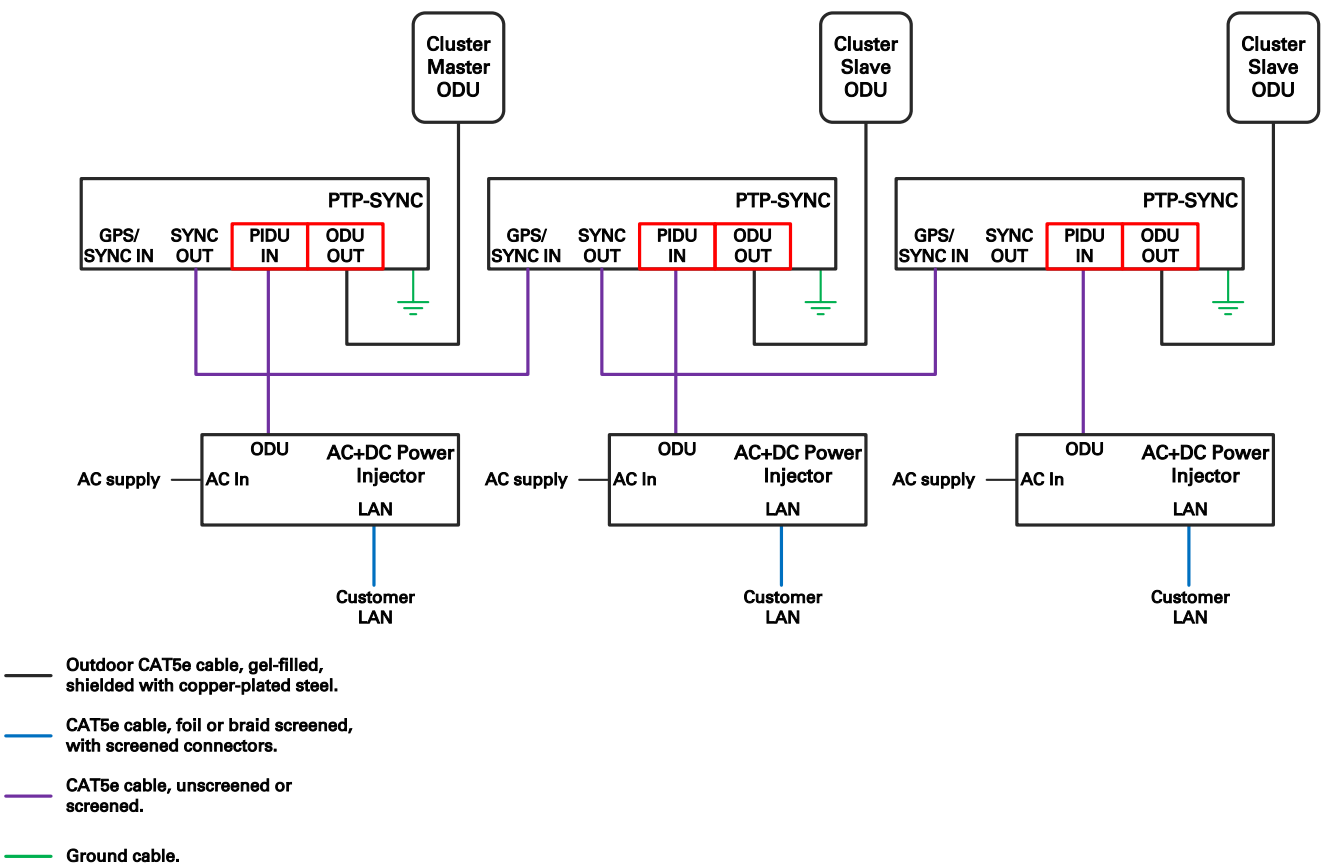 Cluster
Master
ODU
Cluster
Slave
ODU
Cluster
Slave
ODU
PTP-SYNC
GPS/
SYNC IN
SYNC
OUT
PIDU
IN
ODU
OUT
PTP-SYNC
GPS/
SYNC IN
SYNC
OUT
PIDU
IN
ODU
OUT
PTP-SYNC
GPS/
SYNC IN
SYNC
OUT
PIDU
IN
ODU
OUT
ODU
AC+DC Power
Injector
AC supply
AC In
LAN
Customer
LAN
ODU
AC+DC Power
Injector
AC supply
AC In
LAN
Customer
LAN
ODU
AC+DC Power
Injector
AC supply
AC In
LAN
Customer
LAN
Outdoor CAT5e cable, gel-filled,
shielded with copper-plated steel.
CAT5e cable, foil or braid screened,
with screened connectors.
CAT5e cable, unscreened or
screened.
Ground cable.